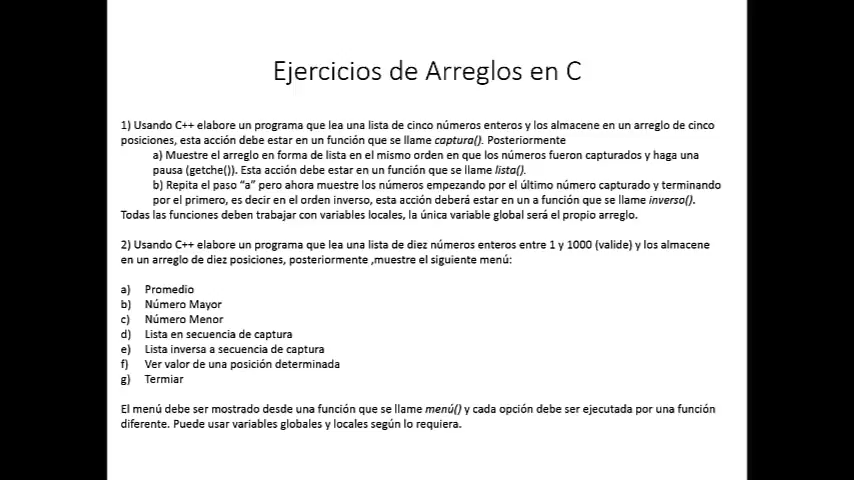 Ejercicios de Arreglos en C
1) Usando C++ elabore un programa que lea una lista de cinco números enteros y los almacene en un arreglo de cinco
posiciones, esta acción debe estar en un función que se llame captura(). Posteriormente
a) Muestre el arreglo en forma de lista en el mismo orden en que los números fueron capturados y haga una
pausa (getche()). Esta acción debe estar en un función que se llame lista().
b) Repita el paso “a” pero ahora muestre los números empezando por el último número capturado y terminando
por el primero, es decir en el orden inverso, esta acción deberá estar en un a función que se llame inverso().
Todas las funciones deben trabajar con variables locales, la única variable global será el propio arreglo.
2) Usando C++ elabore un programa que lea una lista de diez números enteros entre 1 y 1000 (valide) y los almacene
en un arreglo de diez posiciones, posteriormente ,muestre el siguiente menú:
a) Promedio
b) Número Mayor
c) Número Menor
d) Lista en secuencia de captura
e) Lista inversa a secuencia de captura
f) Ver valor de una posición determinada
g) Termiar
El menú debe ser mostrado desde una función que se llame menú() y cada opción debe ser ejecutada por una función
diferente. Puede usar variables globales y locales según lo requiera.